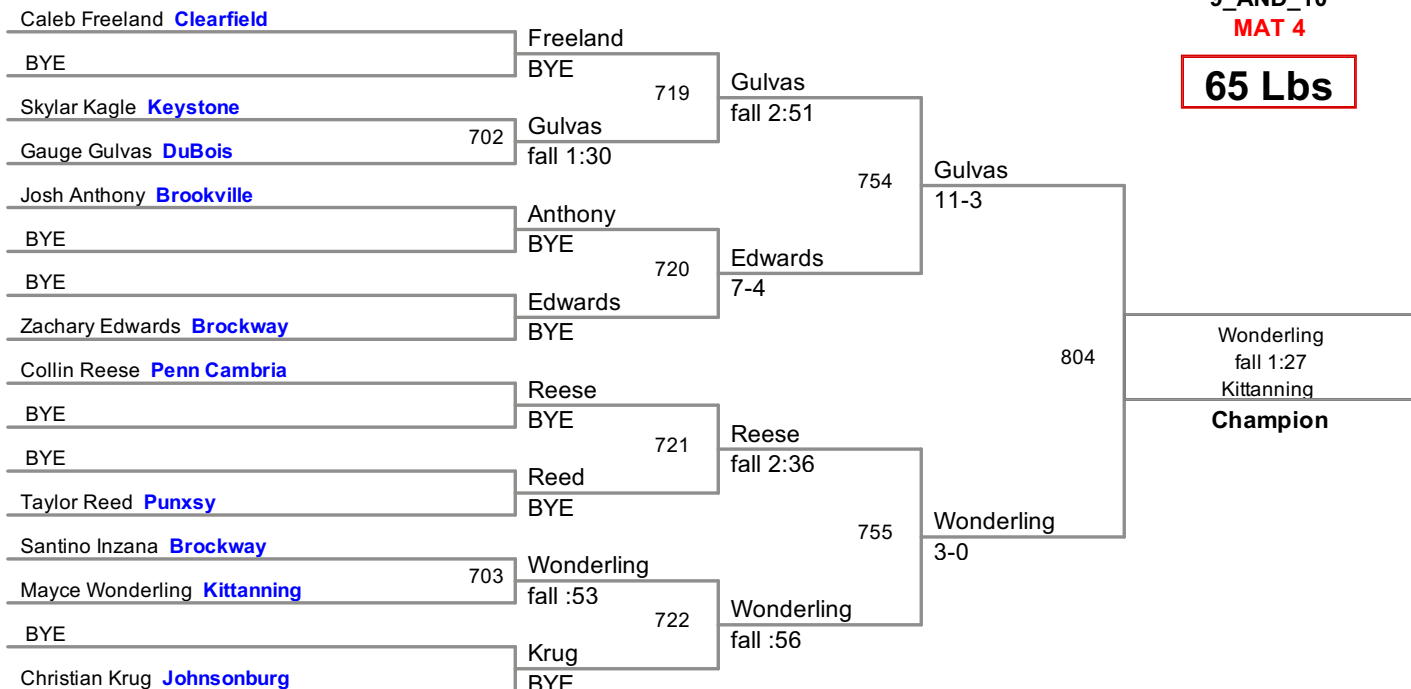 9_AND_10
MAT 4
65 Lbs
Caleb Freeland Clearfield
BYE
Skylar Kagle Keystone
Gauge Gulvas DuBois
Josh Anthony Brookville
BYE
BYE
Zachary Edwards Brockway
Collin Reese Penn Cambria
BYE
BYE
Taylor Reed Punxsy
Santino Inzana Brockway
Mayce Wonderling Kittanning
BYE
Christian Krug Johnsonburg
702
703
Freeland
BYE
Gulvas
fall 1:30
Anthony
BYE
Edwards
BYE
Reese
BYE
Reed
BYE
Wonderling
fall :53
Krug
BYE
719
720
721
722
Gulvas
fall 2:51
Edwards
7-4
Reese
fall 2:36
Wonderling
fall :56
754
755
Gulvas
11-3
Wonderling
3-0
804
Wonderling
fall 1:27
Kittanning
Champion